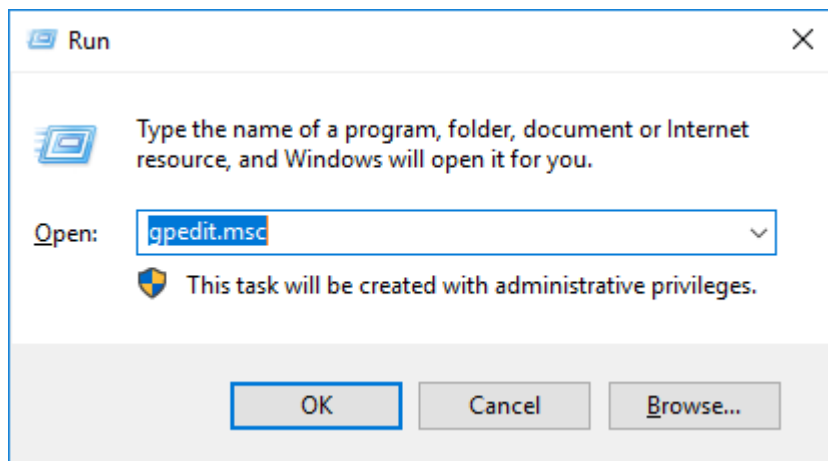 Run
Type the name of a program, folder, document or Internet
resource, and Windows will open it for you.
Open: gpedit.msc
This task will be created with administrative privileges.
OK Cancel Browse...